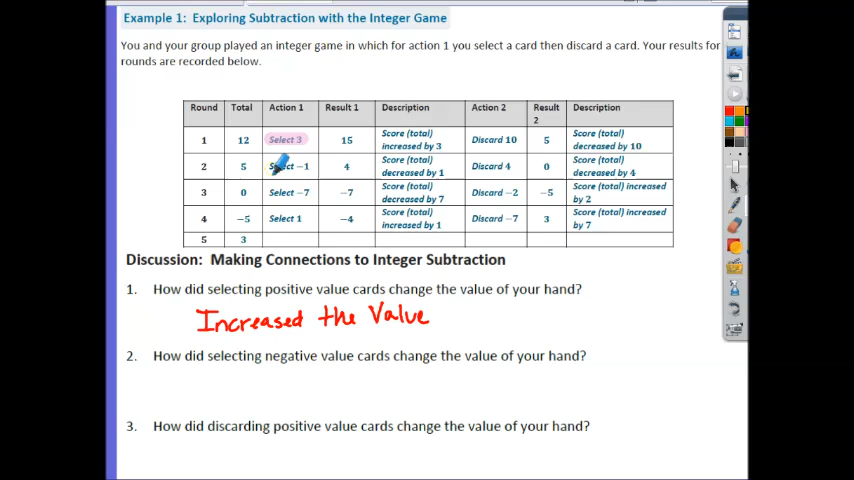 Example 1: Exploring Subtraction with the Integer Game
You and your group played an integer game in which for action 1 you select a card then discard a card. Your results for
rounds are recorded below.
Round Total Action 1 Result 1 Description Action 2 Result 2 Description
1 12 Select 3 15 Score (total) increased by 3 Discard 10 5 Score (total) decreased by 10
2 5 Select −1 4 Score (total) decreased by 1 Discard 4 0 Score (total) decreased by 4
3 0 Select −7 −7 Score (total) decreased by 7 Discard −2 −5 Score (total) increased by 2
4 −5 Select 1 −4 Score (total) increased by 1 Discard −7 3 Score (total) increased by 7
5 3
Discussion: Making Connections to Integer Subtraction
1. How did selecting positive value cards change the value of your hand?
Increased the Value
2. How did selecting negative value cards change the value of your hand?
3. How did discarding positive value cards change the value of your hand?